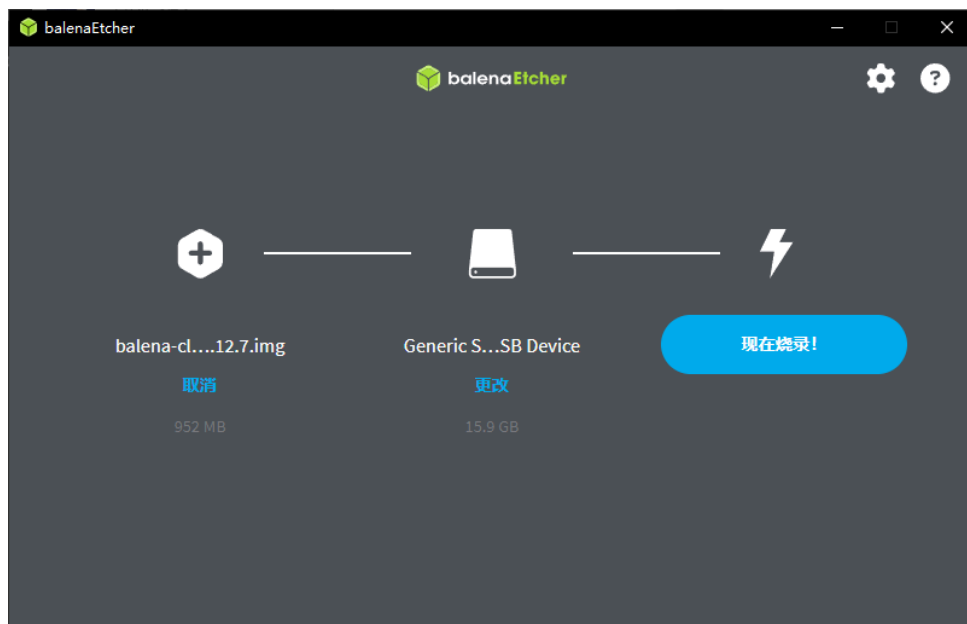 balenaEtcher
balenaEtcher
?
balena-cl....12.7.img
Generic S...SB Device
现在烧录!
取消
更改
952 MB
15.9 GB